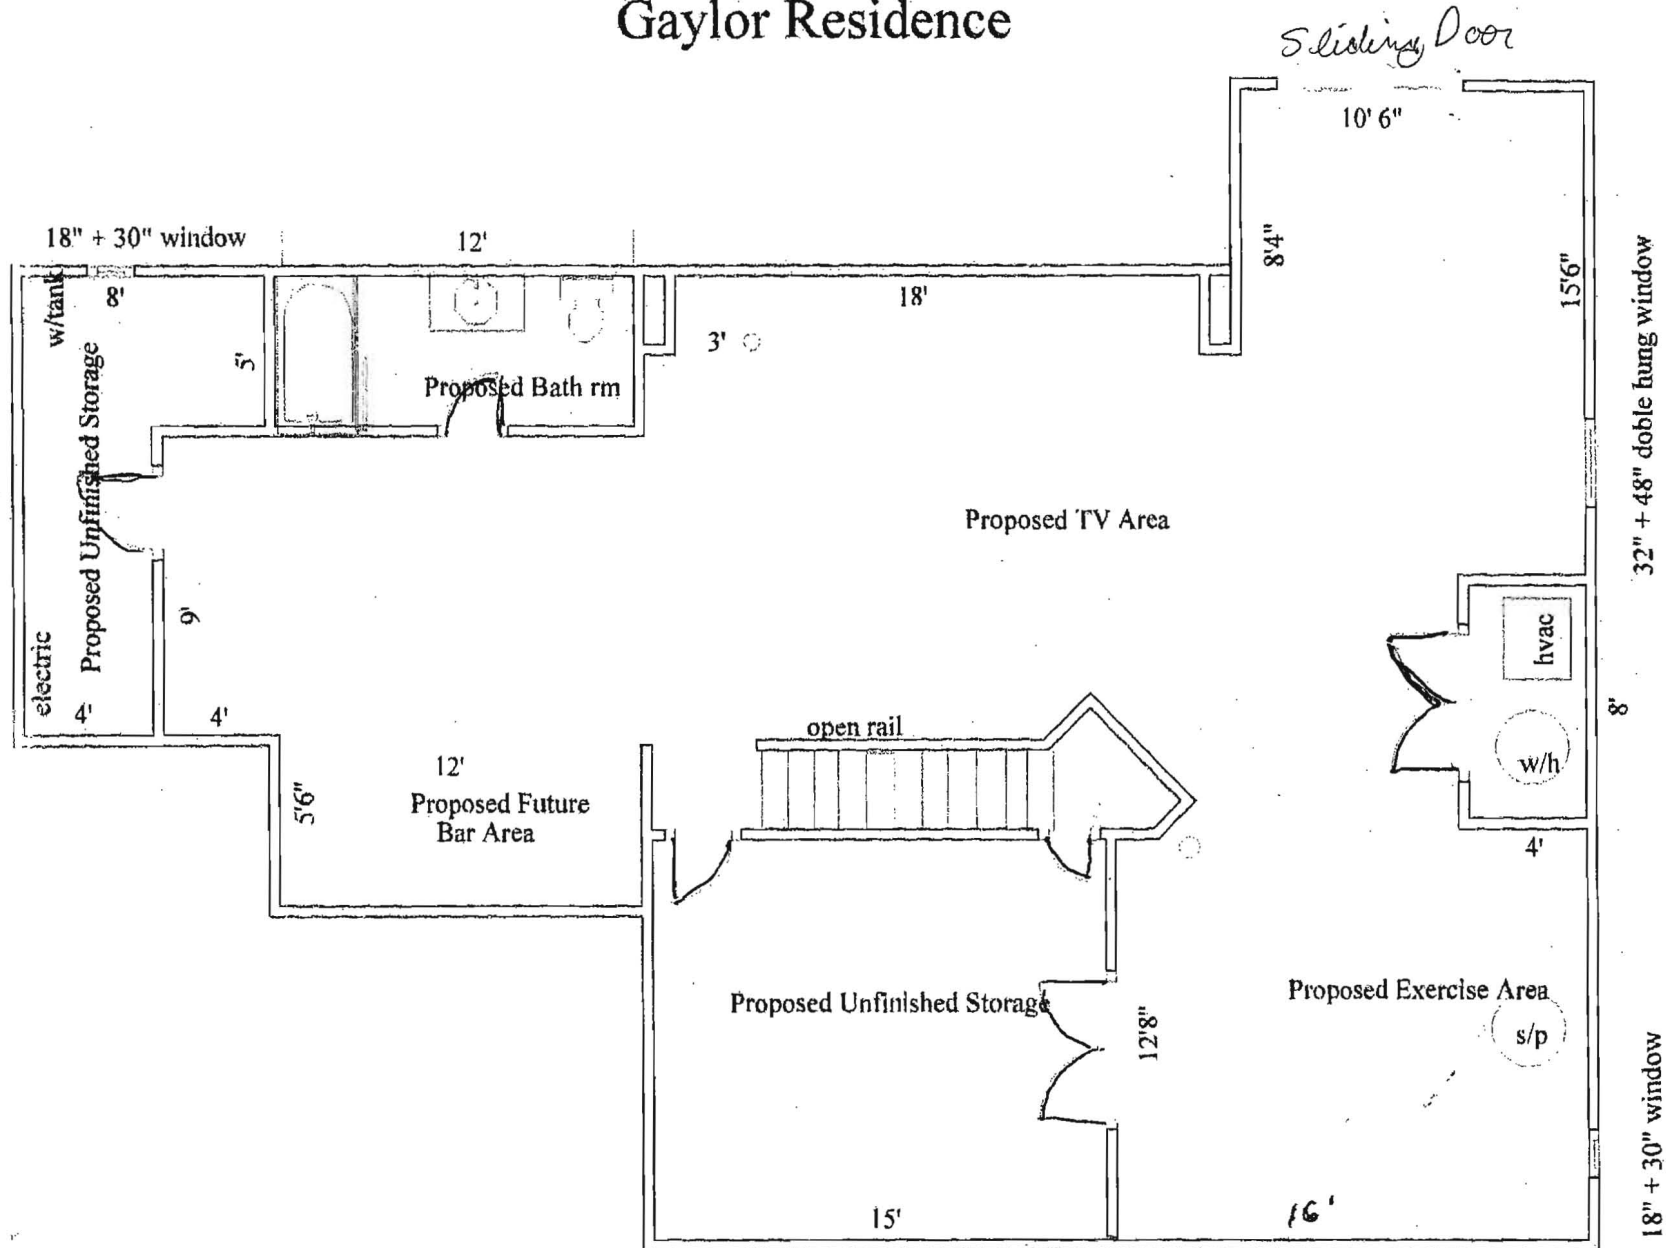 Gaylor Residence
Sliding Door
10' 6"
8'4"
15'6"
32" + 48" doble hung window
18" + 30" window
12'
w/tank
8'
5'
3'
18'
Proposed Bath rm
Proposed Unfinished Storage
Proposed TV Area
9'
electric
4'
4'
hvac
8'
w/h
4'
open rail
12'
5'6"
Proposed Future
Bar Area
Proposed Unfinished Storage
12'8"
Proposed Exercise Area
s/p
15'
16'
18" + 30" window